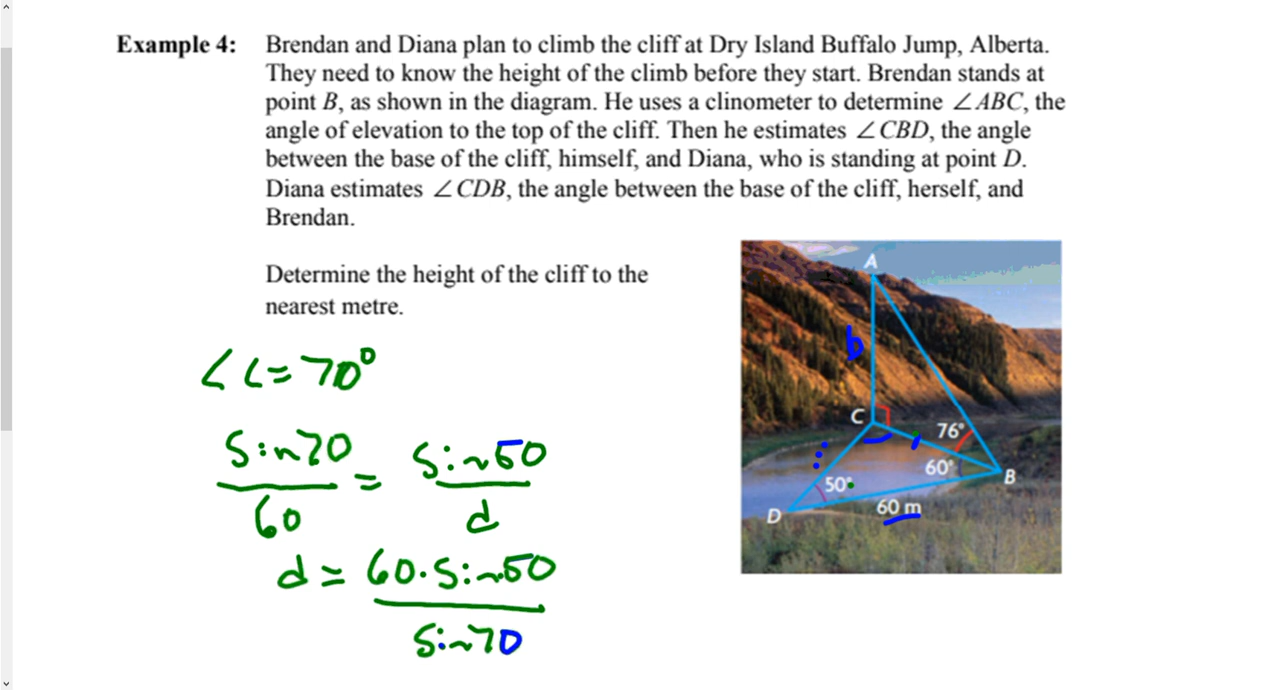 Example 4: Brendan and Diana plan to climb the cliff at Dry Island Buffalo Jump, Alberta.
They need to know the height of the climb before they start. Brendan stands at
point B, as shown in the diagram. He uses a clinometer to determine ∠ABC, the
angle of elevation to the top of the cliff. Then he estimates ∠CBD, the angle
between the base of the cliff, himself, and Diana, who is standing at point D.
Diana estimates ∠CDB, the angle between the base of the cliff, herself, and
Brendan.
Determine the height of the cliff to the
nearest metre.
∠C = 70°
sin70 = sin50
60 d
d = 60·sin50
sin70
A
b
C
76°
60°
B
50°
60 m
D